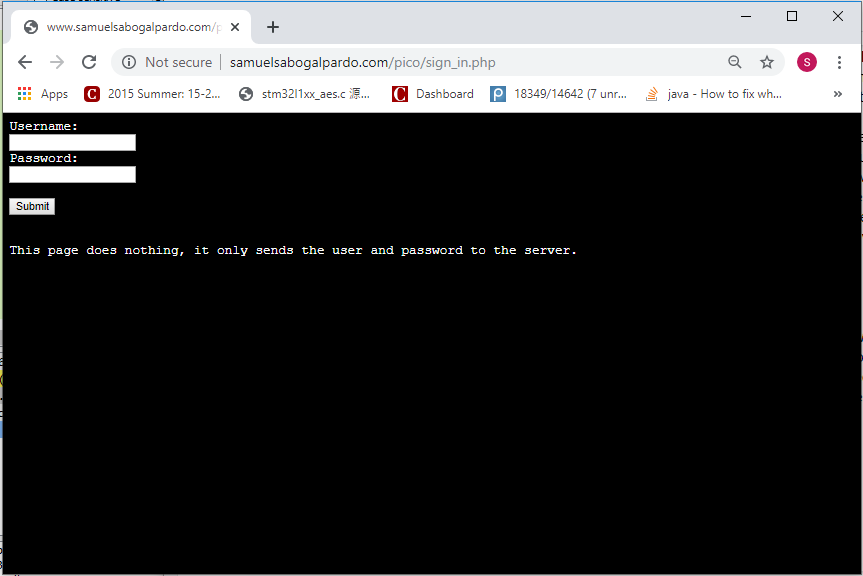 www.samuelsabogalpardo.com/p
Not secure | samuelsabogalpardo.com/pico/sign_in.php
S
Apps 2015 Summer: 15-2... stm32l1xx_aes.c 源... Dashboard 18349/14642 (7 unr... java - How to fix wh... »
Username:
Password:
Submit
This page does nothing, it only sends the user and password to the server.